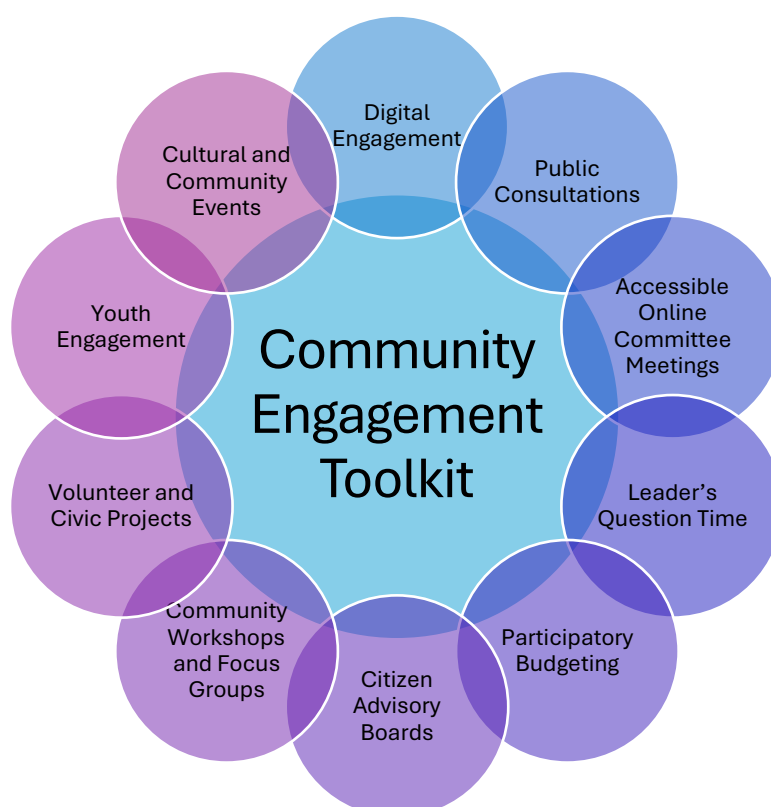 Digital
Engagement
Public
Consultations
Accessible
Online
Committee
Meetings
Leader’s
Question Time
Participatory
Budgeting
Citizen
Advisory
Boards
Community
Workshops
and Focus
Groups
Volunteer and
Civic Projects
Youth
Engagement
Cultural and
Community
Events
Community
Engagement
Toolkit